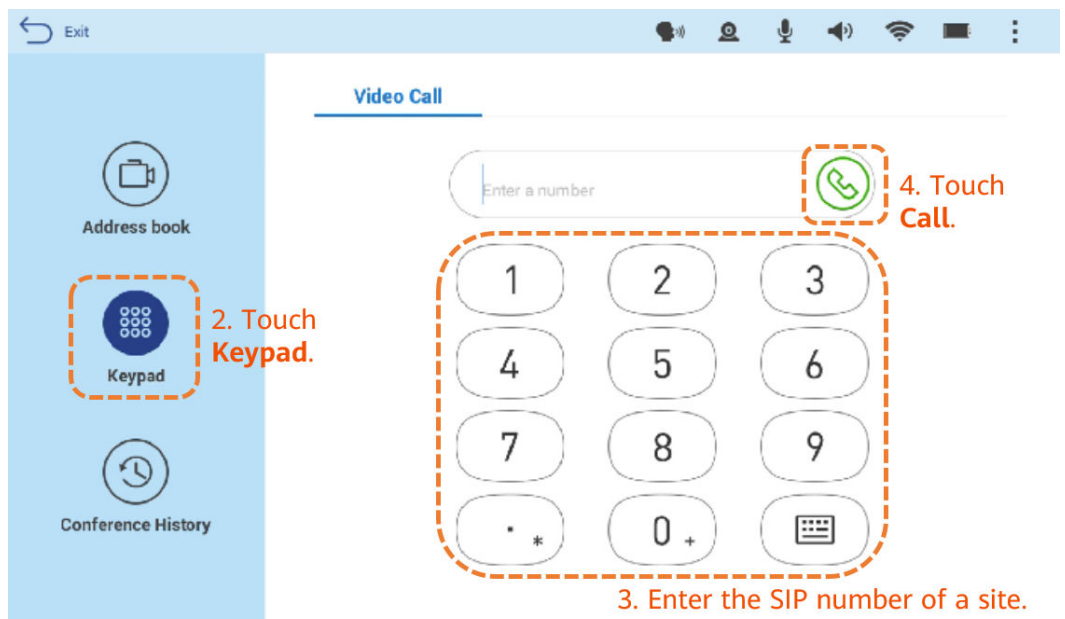 Exit
Video Call
Enter a number
4. Touch
Call.
Address book
1 2 3
2. Touch
Keypad.
Keypad
4 5 6
7 8 9
Conference History
. * 0 +
3. Enter the SIP number of a site.